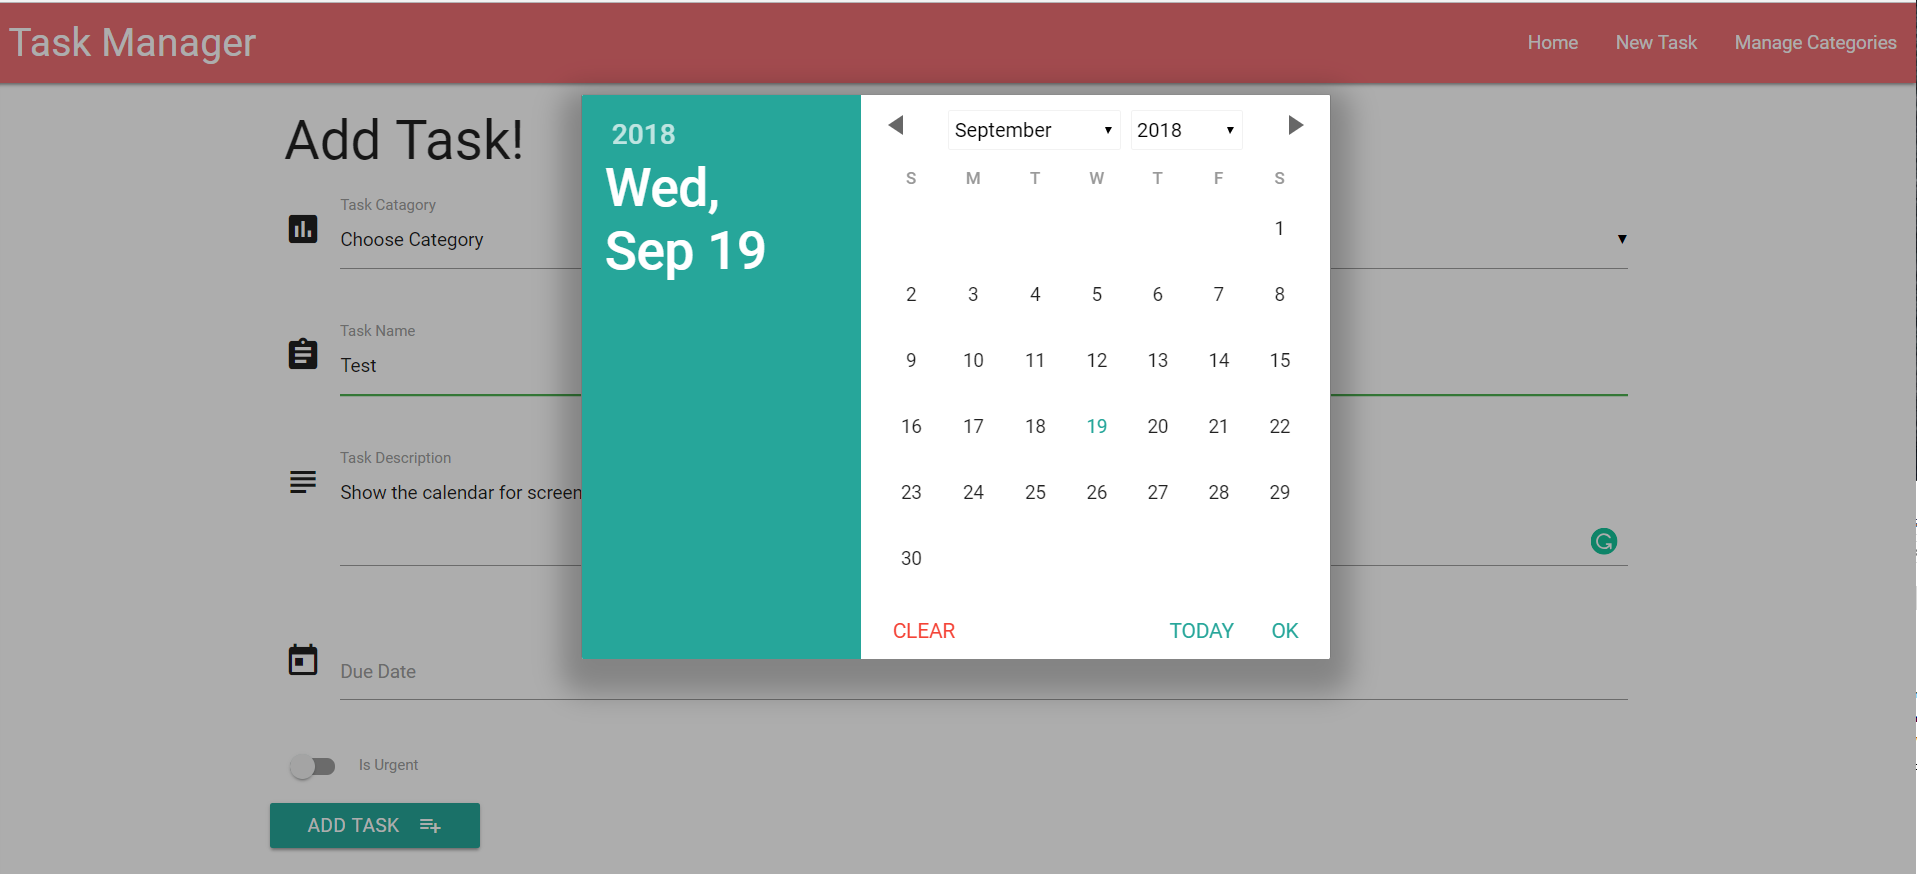 Task Manager
Home New Task Manage Categories
Add Task!
Task Catagory
Choose Category
Task Name
Test
Task Description
Show the calendar for screen
Due Date
Is Urgent
ADD TASK
2018
Wed,
Sep 19
September 2018
S M T W T F S
1
2 3 4 5 6 7 8
9 10 11 12 13 14 15
16 17 18 19 20 21 22
23 24 25 26 27 28 29
30
CLEAR TODAY OK